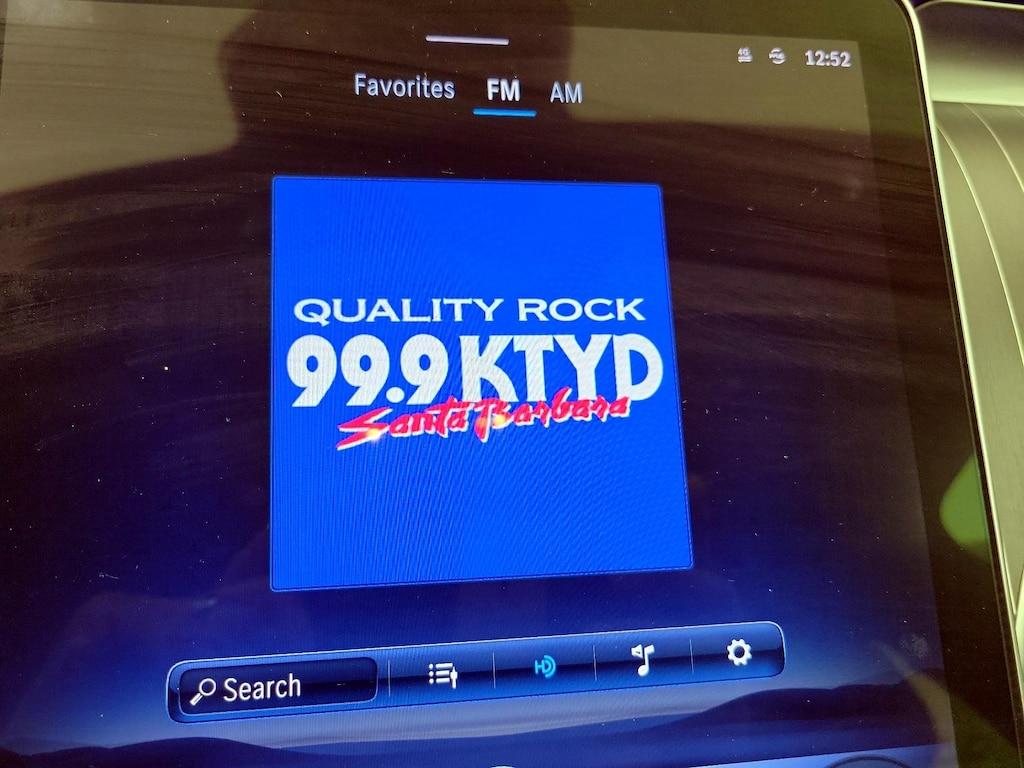 12:52
Favorites FM AM
QUALITY ROCK
99.9 KTYD
Santa Barbara
Search